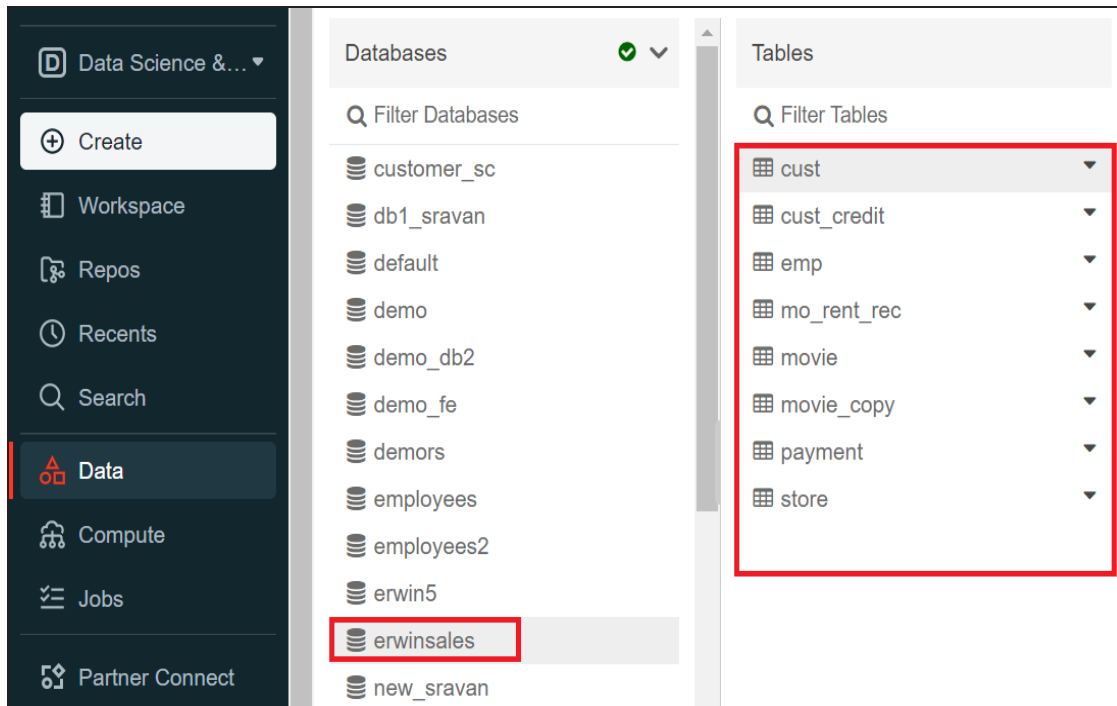 Data Science &...
Create
Workspace
Repos
Recents
Search
Data
Compute
Jobs
Partner Connect
Databases
Filter Databases
customer_sc
db1_sravan
default
demo
demo_db2
demo_fe
demors
employees
employees2
erwin5
erwinsales
new_sravan
Tables
Filter Tables
cust
cust_credit
emp
mo_rent_rec
movie
movie_copy
payment
store